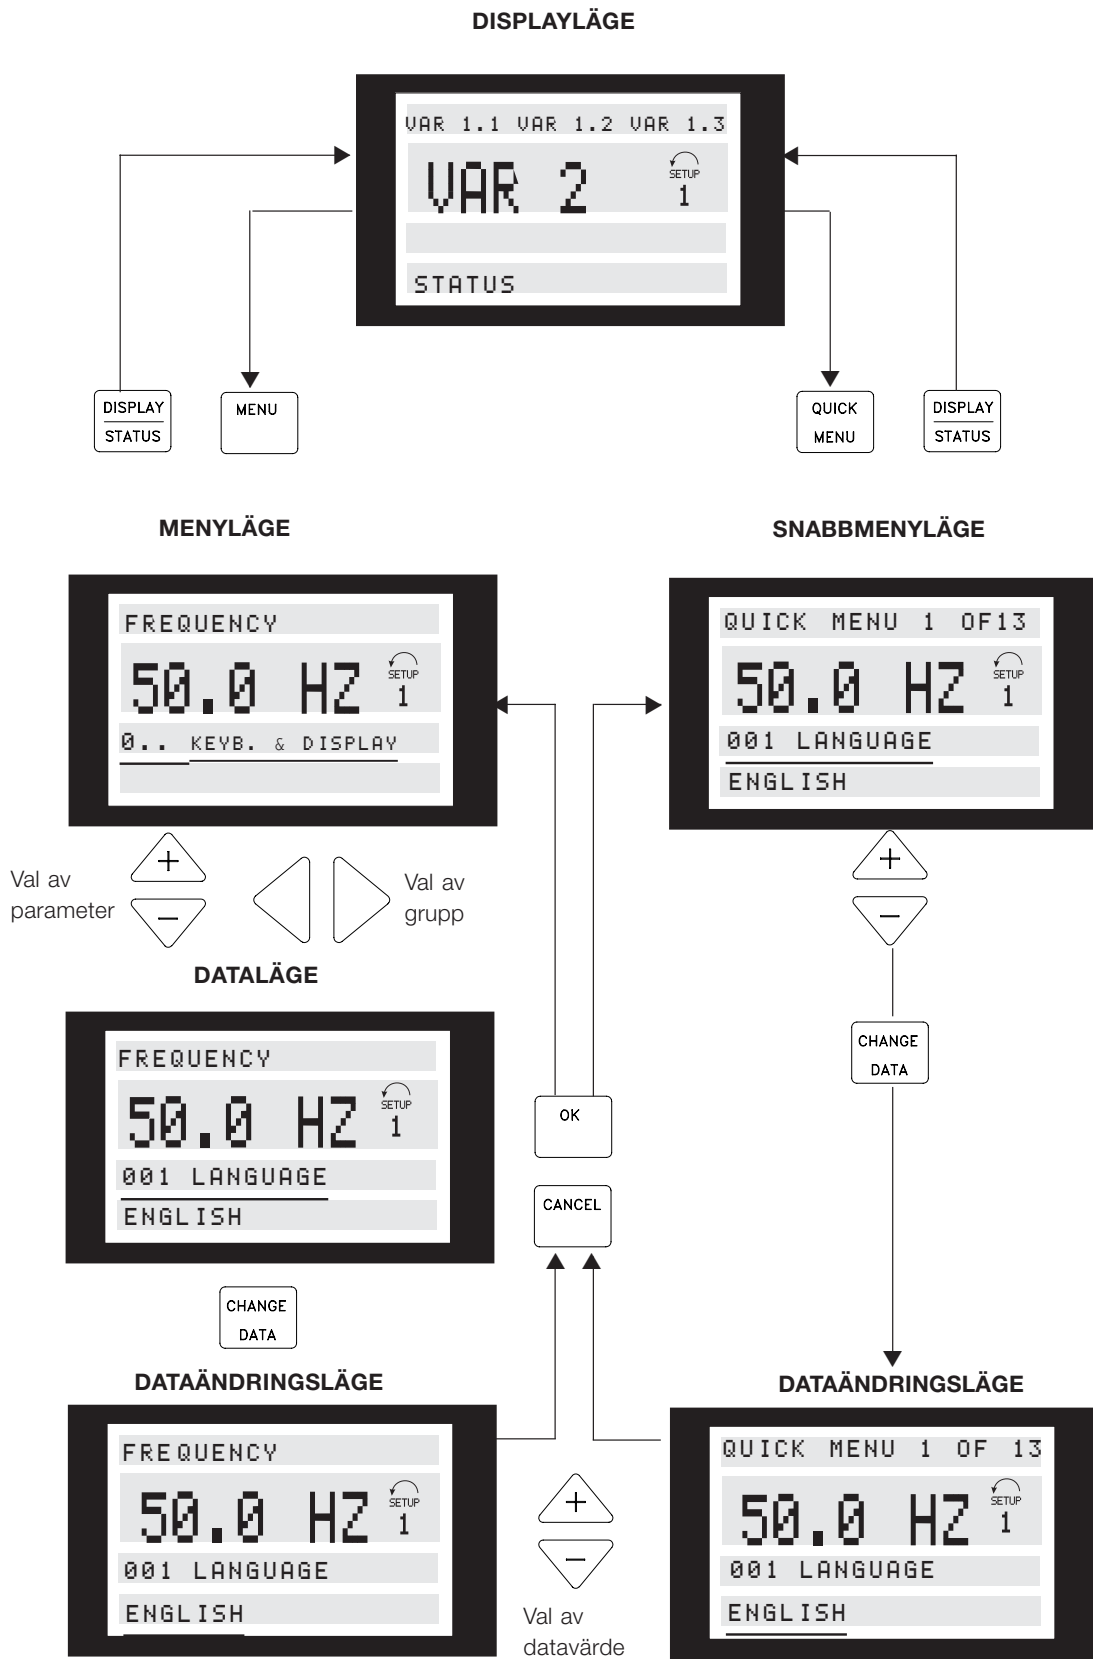 DISPLAYLÄGE
VAR 1.1 VAR 1.2 VAR 1.3
VAR 2
SETUP
1
STATUS
DISPLAY
STATUS
MENU
QUICK
MENU
DISPLAY
STATUS
MENYLÄGE
FREQUENCY
50.0 HZ
SETUP
1
0.. KEYB. & DISPLAY
SNABBMENYLÄGE
QUICK MENU 1 OF13
50.0 HZ
SETUP
1
001 LANGUAGE
ENGLISH
Val av
parameter
+
−
Val av
grupp
+
−
DATALÄGE
FREQUENCY
50.0 HZ
SETUP
1
001 LANGUAGE
ENGLISH
CHANGE
DATA
OK
CANCEL
CHANGE
DATA
DATAÄNDRINGSLÄGE
FREQUENCY
50.0 HZ
SETUP
1
001 LANGUAGE
ENGLISH
+
−
Val av
datavärde
DATAÄNDRINGSLÄGE
QUICK MENU 1 OF 13
50.0 HZ
SETUP
1
001 LANGUAGE
ENGLISH